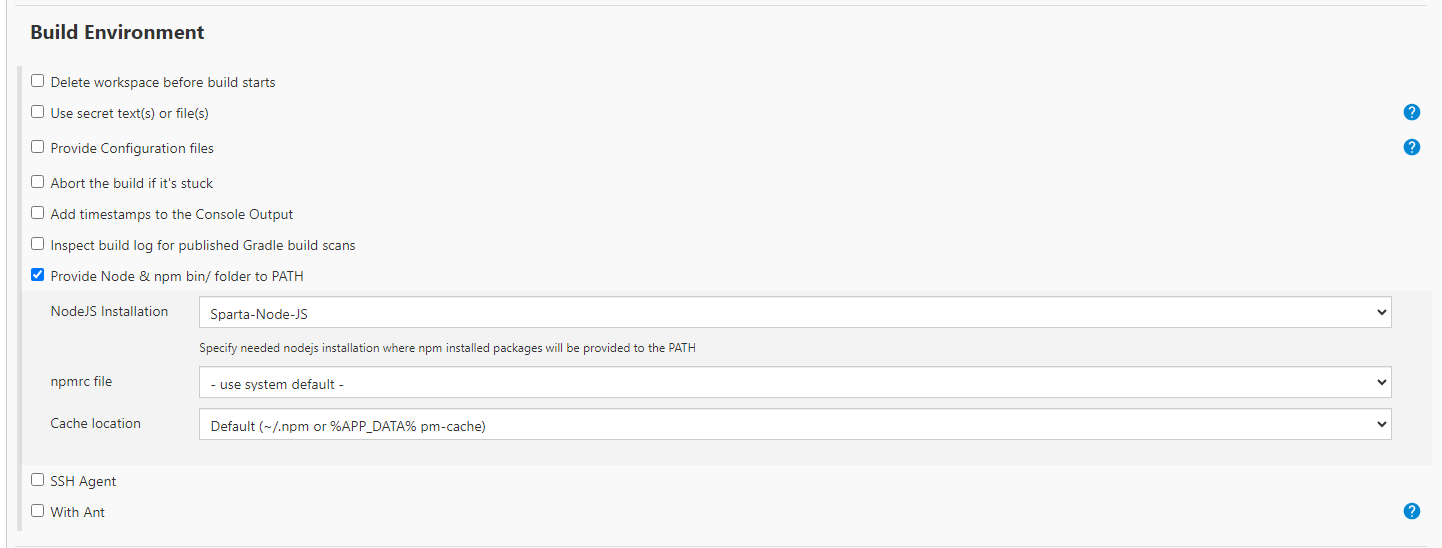 Build Environment
Delete workspace before build starts
Use secret text(s) or file(s)
?
Provide Configuration files
?
Abort the build if it's stuck
Add timestamps to the Console Output
Inspect build log for published Gradle build scans
Provide Node & npm bin/ folder to PATH
NodeJS Installation
Sparta-Node-JS
Specify needed nodejs installation where npm installed packages will be provided to the PATH
npmrc file
- use system default -
Cache location
Default (~/.npm or %APP_DATA% pm-cache)
SSH Agent
With Ant
?